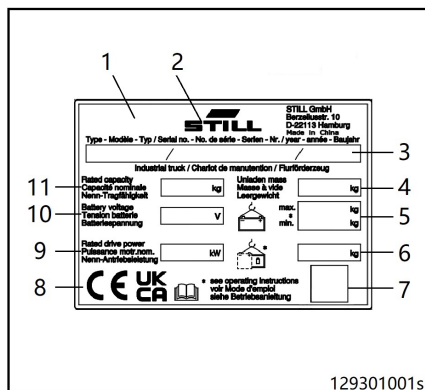 1
2
STILL
STILL GmbH
Berzeliusstr. 10
D-22113 Hamburg
Made in China
Type - Modèle - Typ / Serial no. - No. de série - Serien - Nr. / year - année - Baujahr
/ /
3
Industrial truck / Chariot de manutention / Flurförderzeug
11
Rated capacity
Capacité nominale
Nenn-Tragfähigkeit
kg
Unladen mass
Masse à vide
Leergewicht
kg
4
10
Battery voltage
Tension batterie
Batteriespannung
V
max.
*
min.
kg
kg
5
9
Rated drive power
Puissance motr.nom.
Nenn-Antriebsleistung
kW
*
kg
6
8
CE UK
CA
* see operating instructions
voir Mode d'emploi
siehe Betriebsanleitung
7
129301001s